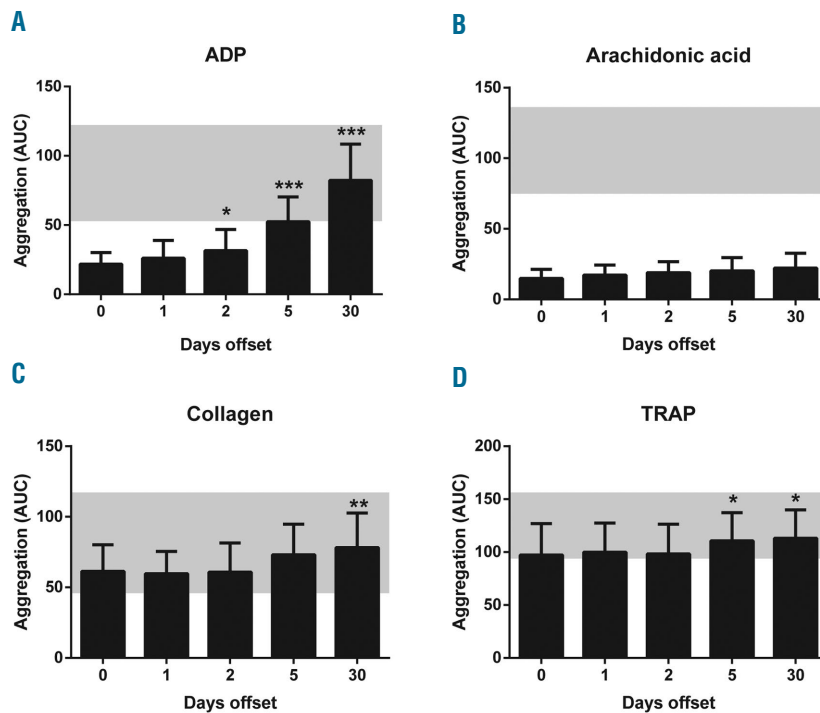 A
ADP
Aggregation (AUC)
150
100
50
0
*
***
***
0 1 2 5 30
Days offset
B
Arachidonic acid
Aggregation (AUC)
150
100
50
0
0 1 2 5 30
Days offset
C
Collagen
Aggregation (AUC)
150
100
50
0
**
0 1 2 5 30
Days offset
D
TRAP
Aggregation (AUC)
200
150
100
50
0
*
*
0 1 2 5 30
Days offset